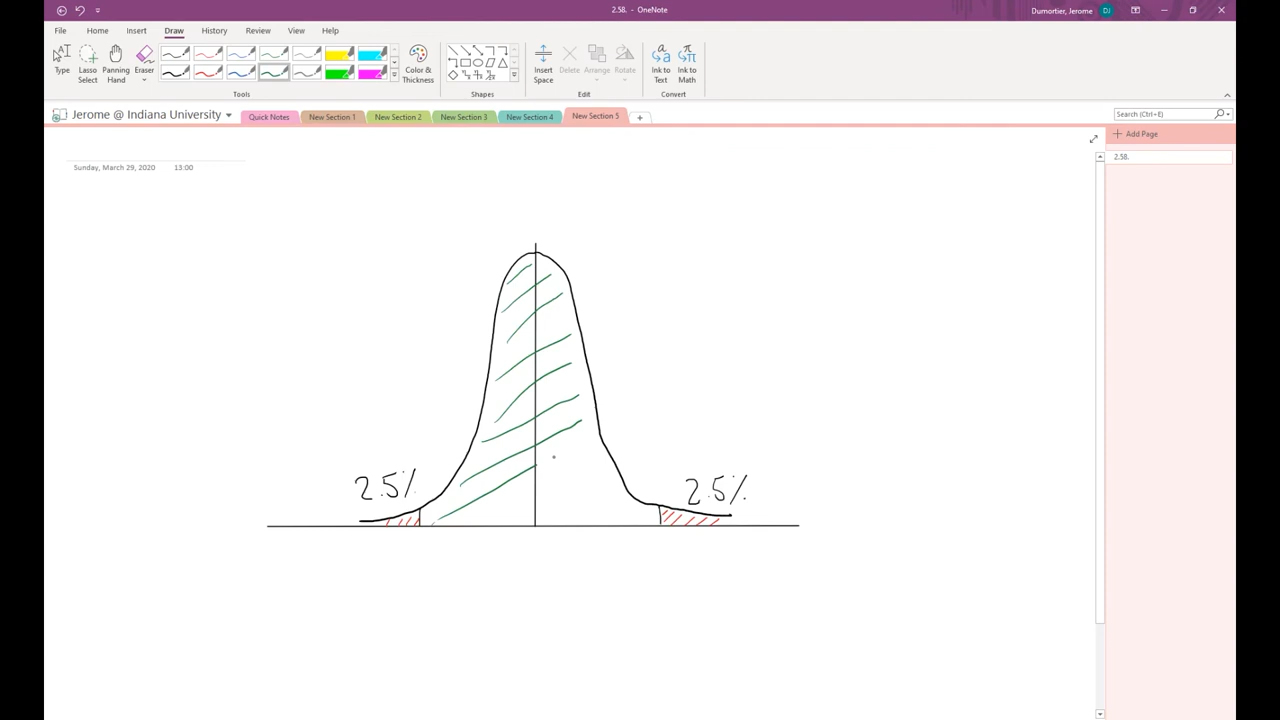 2.58. - OneNote
Dumortier, Jerome DJ
File Home Insert Draw History Review View Help
Type Lasso Select Panning Hand Eraser Color & Thickness Insert Space Delete Arrange Rotate Ink to Text Ink to Math
Tools Shapes Edit Convert
Jerome @ Indiana University Quick Notes New Section 1 New Section 2 New Section 3 New Section 4 New Section 5 Search (Ctrl+E)
Add Page
2.58.
Sunday, March 29, 2020 13:00
2.5% 2.5%